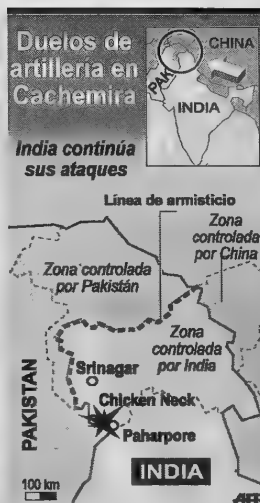 Duelos de
artillería en
Cachemira
CHINA
PAK
INDIA
India continúa
sus ataques
Línea de armisticio
Zona
controlada
por China
Zona controlada
por Pakistán
Zona
controlada
por India
Srinagar
Chicken Neck
Paharpore
PAKISTAN
INDIA
100 km
AFP